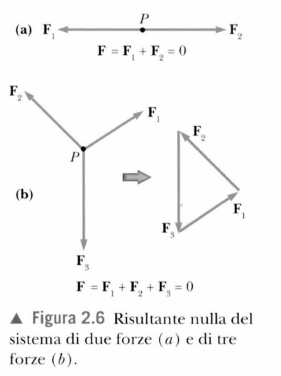 (a) F₁ P F₂
F = F₁ + F₂ = 0
F₂ F₁
P
(b)
F₃
F₂
F₁
F₃
F = F₁ + F₂ + F₃ = 0
▲ Figura 2.6 Risultante nulla del
sistema di due forze (a) e di tre
forze (b).